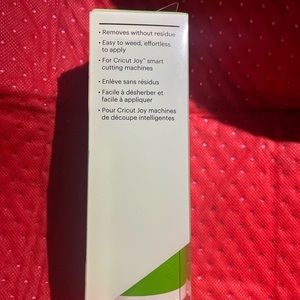 • Removes without residue
• Easy to weed, effortless
to apply
• For Cricut Joy™ smart
cutting machines
• Enlève sans résidus
• Facile à désherber et
facile à appliquer
• Pour Cricut Joy machines
de découpe intelligentes